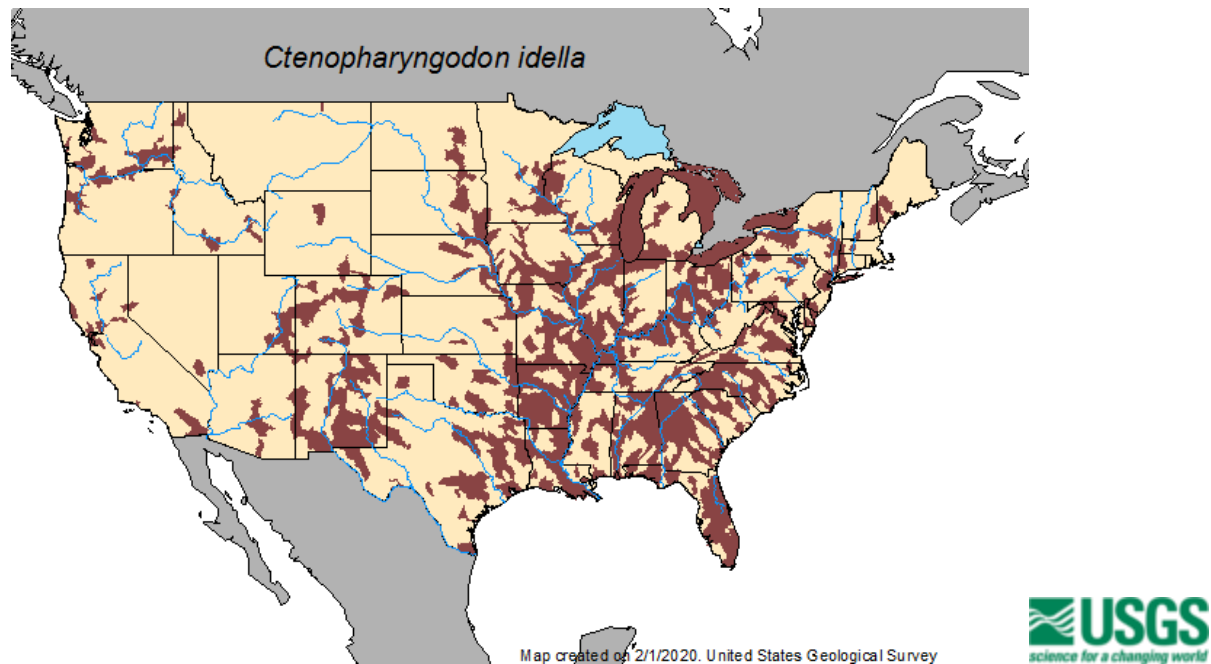 Ctenopharyngodon idella
Map created on 2/1/2020. United States Geological Survey
USGS
science for a changing world